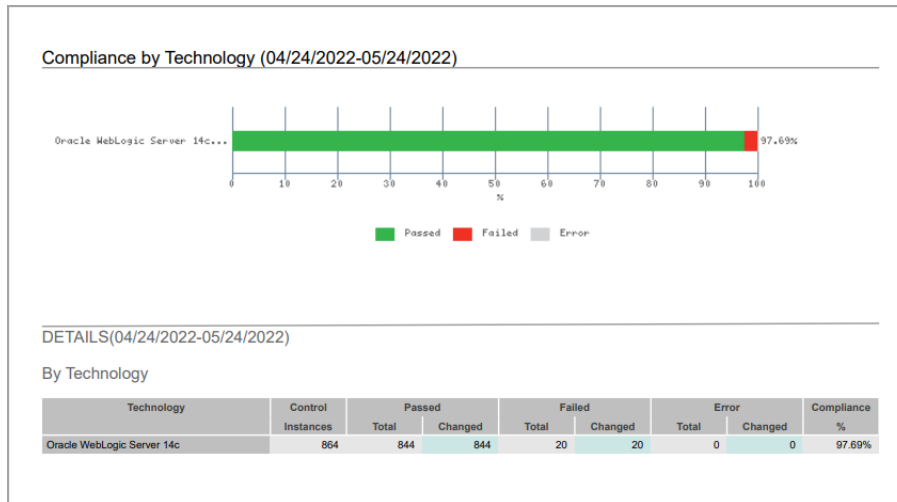 Compliance by Technology (04/24/2022-05/24/2022)
Oracle WebLogic Server 14c... 97.69%
0 10 20 30 40 50 60 70 80 90 100
%
Passed Failed Error
DETAILS(04/24/2022-05/24/2022)
By Technology
Technology Control Passed Failed Error Compliance
Instances Total Changed Total Changed Total Changed %
Oracle WebLogic Server 14c 864 844 844 20 20 0 0 97.69%